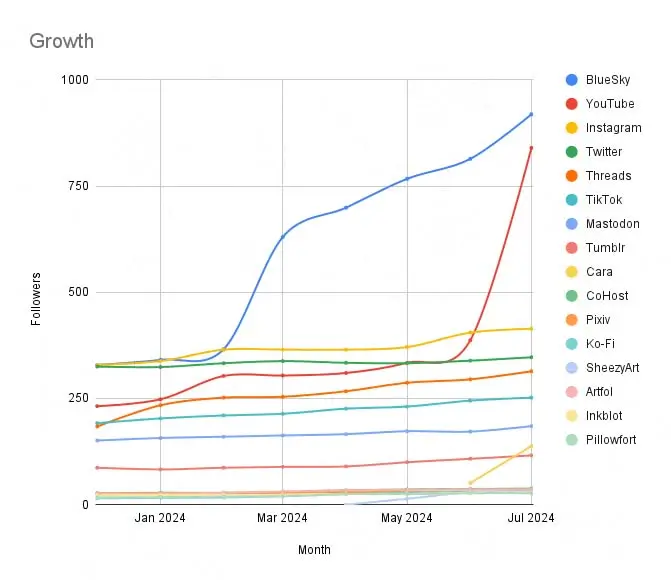 Growth
1000
750
500
250
0
Followers
Jan 2024
Mar 2024
May 2024
Jul 2024
Month
BlueSky
YouTube
Instagram
Twitter
Threads
TikTok
Mastodon
Tumblr
Cara
CoHost
Pixiv
Ko-Fi
SheezyArt
Artfol
Inkblot
Pillowfort